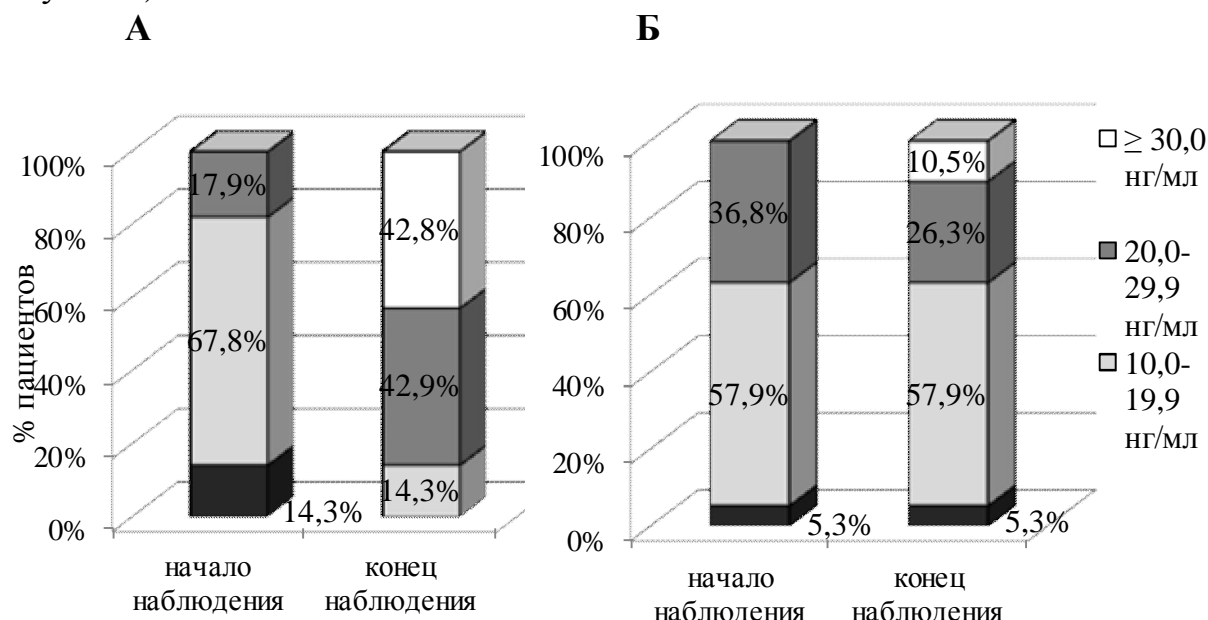 А
Б
% пациентов
100%
80%
60%
40%
20%
0%
17,9%
67,8%
14,3%
42,8%
42,9%
14,3%
начало
наблюдения
конец
наблюдения
100%
80%
60%
40%
20%
0%
36,8%
57,9%
5,3%
10,5%
26,3%
57,9%
5,3%
начало
наблюдения
конец
наблюдения
≥ 30,0
нг/мл
20,0-
29,9
нг/мл
10,0-
19,9
нг/мл